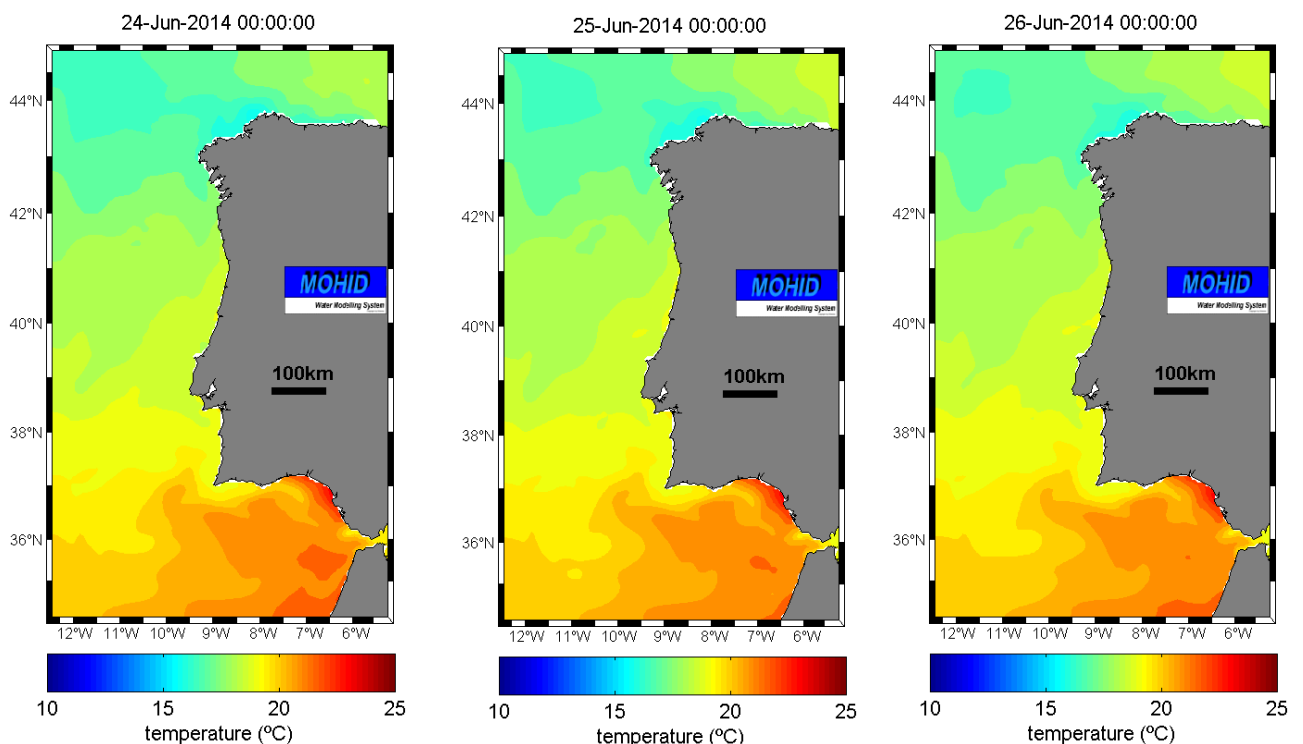 24-Jun-2014 00:00:00
44°N
42°N
40°N
38°N
36°N
12°W 11°W 10°W 9°W 8°W 7°W 6°W
MOHID
Water Modelling System
100km
10 15 20 25
temperature (ºC)
25-Jun-2014 00:00:00
44°N
42°N
40°N
38°N
36°N
12°W 11°W 10°W 9°W 8°W 7°W 6°W
MOHID
Water Modelling System
100km
10 15 20 25
temperature (ºC)
26-Jun-2014 00:00:00
44°N
42°N
40°N
38°N
36°N
12°W 11°W 10°W 9°W 8°W 7°W 6°W
MOHID
Water Modelling System
100km
10 15 20 25
temperature (ºC)